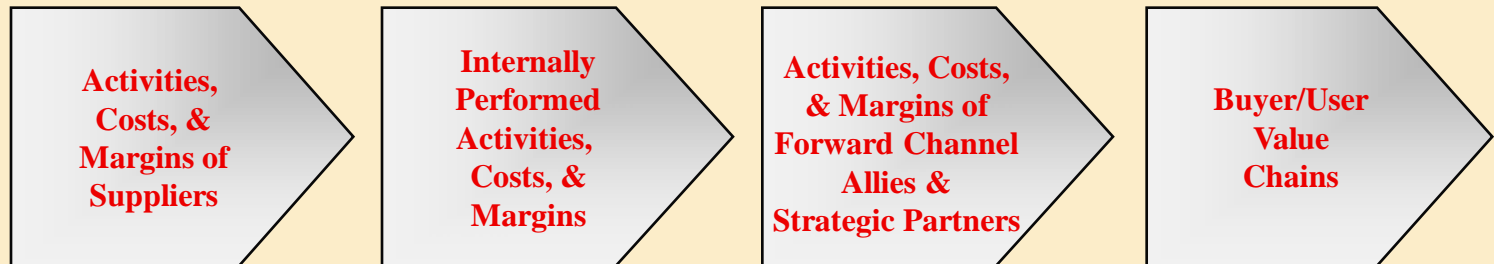 Activities,
Costs, &
Margins of
Suppliers
Internally
Performed
Activities,
Costs, &
Margins
Activities, Costs,
& Margins of
Forward Channel
Allies &
Strategic Partners
Buyer/User
Value
Chains